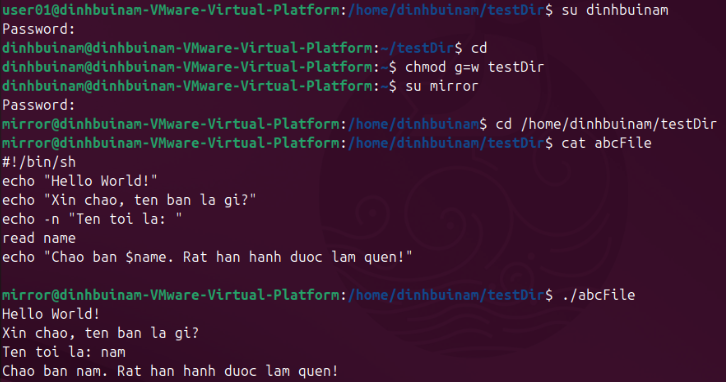 user01@dinhbuinam-VMware-Virtual-Platform:/home/dinhbuinam/testDir$ su dinhbuinam
Password:
dinhbuinam@dinhbuinam-VMware-Virtual-Platform:~/testDir$ cd
dinhbuinam@dinhbuinam-VMware-Virtual-Platform:~$ chmod g=w testDir
dinhbuinam@dinhbuinam-VMware-Virtual-Platform:~$ su mirror
Password:
mirror@dinhbuinam-VMware-Virtual-Platform:/home/dinhbuinam$ cd /home/dinhbuinam/testDir
mirror@dinhbuinam-VMware-Virtual-Platform:/home/dinhbuinam/testDir$ cat abcFile
#!/bin/sh
echo "Hello World!"
echo "Xin chao, ten ban la gi?"
echo -n "Ten toi la: "
read name
echo "Chao ban $name. Rat han hanh duoc lam quen!"
mirror@dinhbuinam-VMware-Virtual-Platform:/home/dinhbuinam/testDir$ ./abcFile
Hello World!
Xin chao, ten ban la gi?
Ten toi la: nam
Chao ban nam. Rat han hanh duoc lam quen!